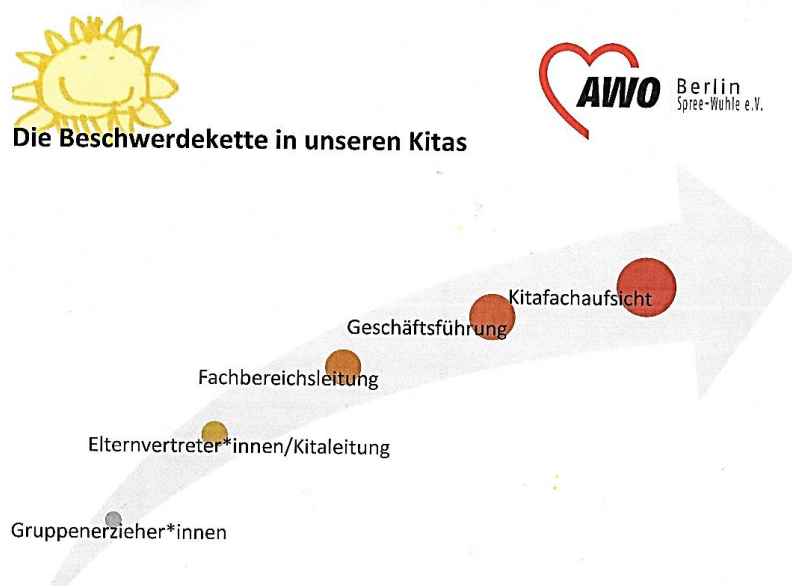 AWO Berlin
Spree-Wuhle e.V.
Die Beschwerdekette in unseren Kitas
Kitafachaufsicht
Geschäftsführung
Fachbereichsleitung
Elternvertreter*innen/Kitaleitung
Gruppenerzieher*innen